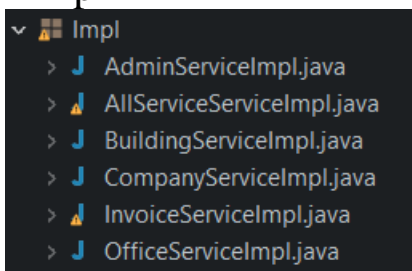 Impl
AdminServiceImpl.java
AllServiceServiceImpl.java
BuildingServiceImpl.java
CompanyServiceImpl.java
InvoiceServiceImpl.java
OfficeServiceImpl.java